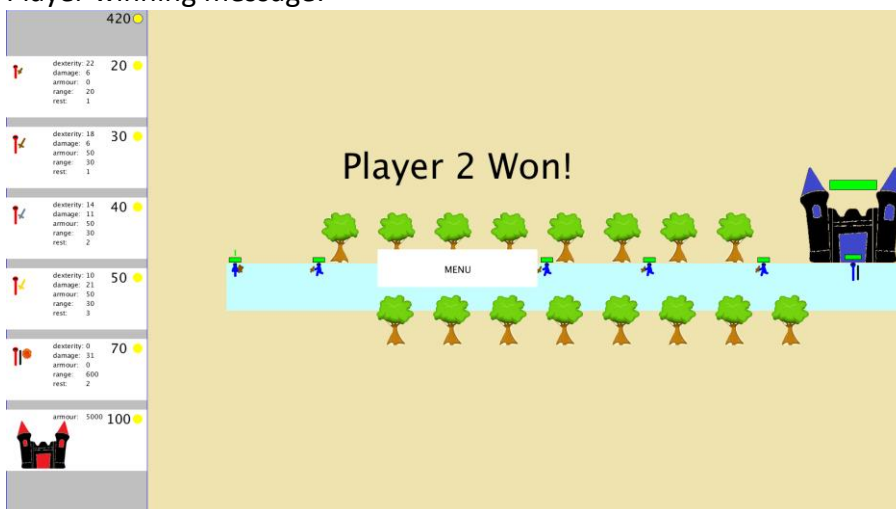 Player winning message:
420
dexterity: 22 20
damage: 6
armour: 0
range: 20
rest: 1
dexterity: 18 30
damage: 6
armour: 50
range: 30
rest: 1
Player 2 Won!
dexterity: 14 40
damage: 11
armour: 50
range: 30
rest: 2
MENU
dexterity: 10 50
damage: 21
armour: 50
range: 30
rest: 3
dexterity: 0 70
damage: 31
armour: 0
range: 600
rest: 2
armour: 5000 100